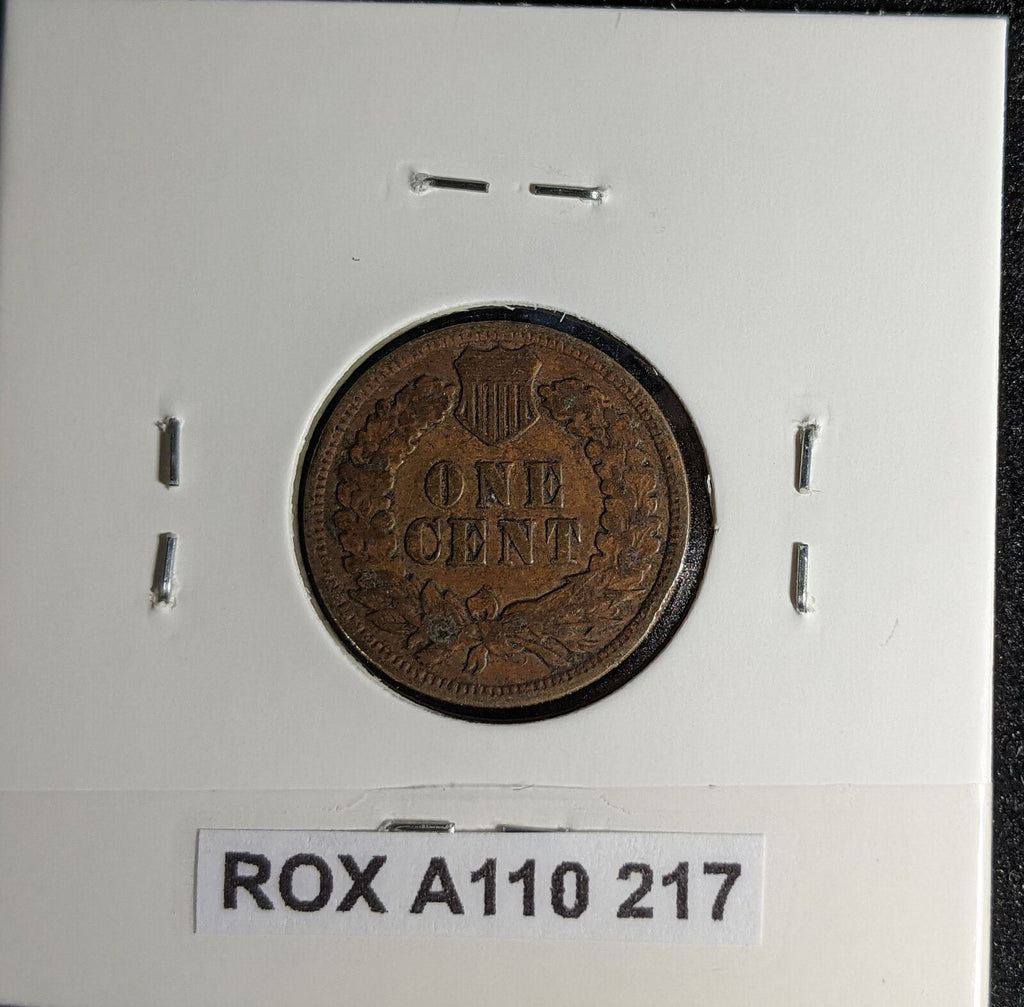 ONE
CENT
ROX A110 217